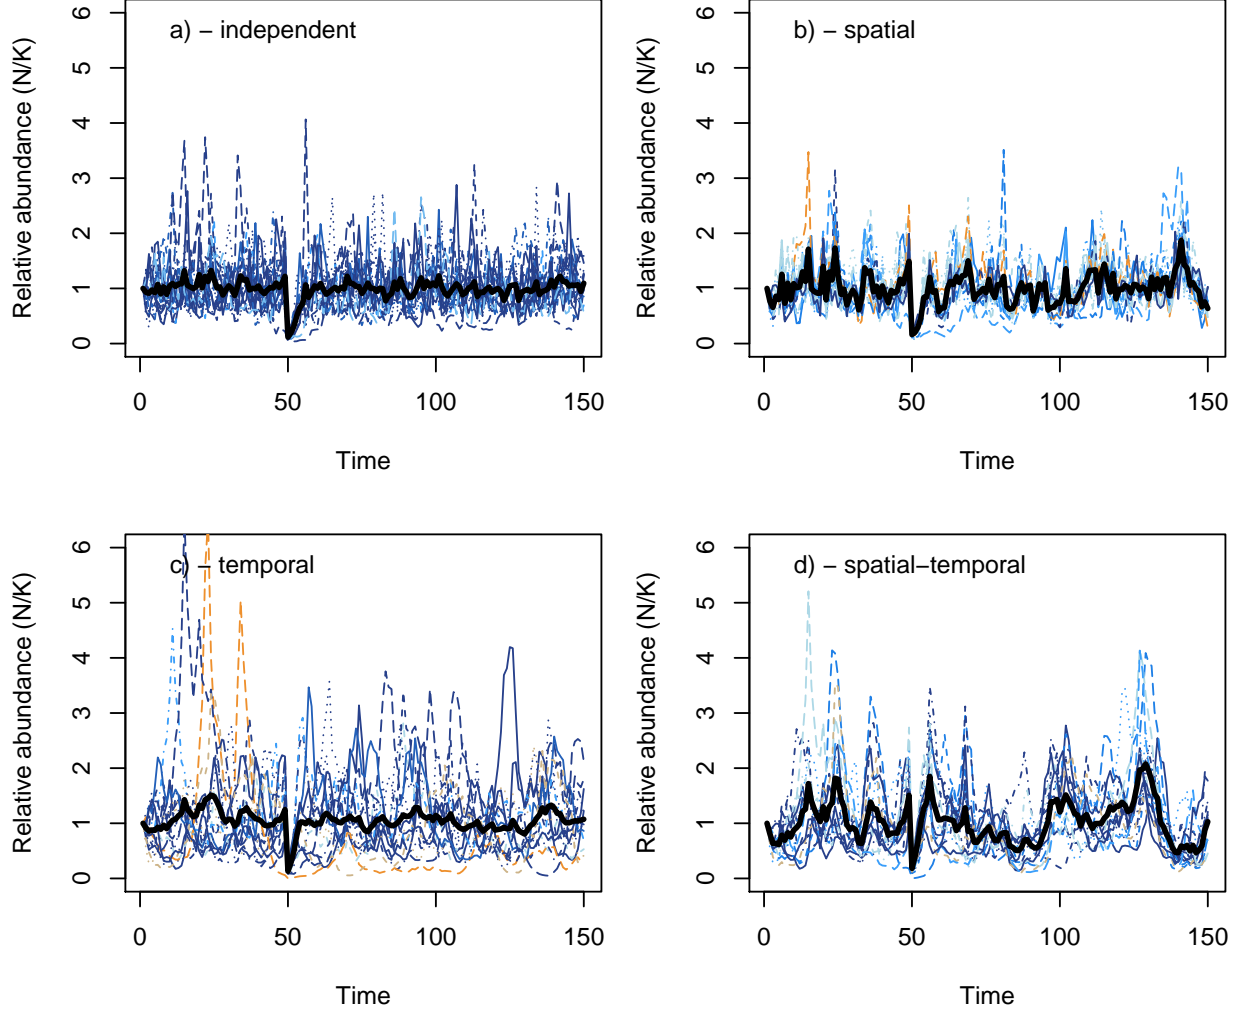 a) − independent
Relative abundance (N/K)
6
5
4
3
2
1
0
0 50 100 150
Time
b) − spatial
Relative abundance (N/K)
6
5
4
3
2
1
0
0 50 100 150
Time
c) − temporal
Relative abundance (N/K)
6
5
4
3
2
1
0
0 50 100 150
Time
d) − spatial−temporal
Relative abundance (N/K)
6
5
4
3
2
1
0
0 50 100 150
Time